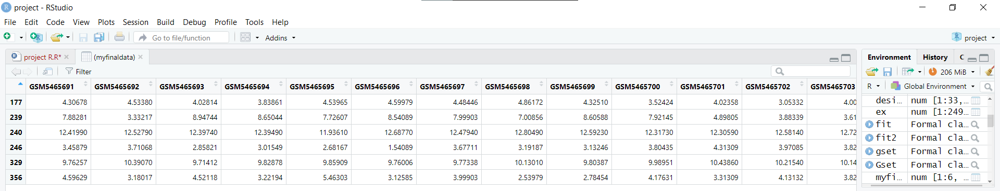 project - RStudio
File Edit Code View Plots Session Build Debug Profile Tools Help
Go to file/function Addins project
project R.R* (myfinaldata) Environment History C
Filter 206 MiB
R Global Environment
GSM5465691 GSM5465692 GSM5465693 GSM5465694 GSM5465695 GSM5465696 GSM5465697 GSM5465698 GSM5465699 GSM5465700 GSM5465701 GSM5465702 GSM5465703
177 4.30678 4.53380 4.02814 3.83861 4.53965 4.59979 4.48446 4.86172 4.32510 3.52424 4.02358 3.05332 4.00
239 7.88281 3.33217 8.94744 8.65044 7.72607 8.54089 7.99903 7.00856 8.60588 7.92145 4.89805 3.88339 3.61
240 12.41990 12.52790 12.39740 12.39490 11.93610 12.68770 12.47940 12.80490 12.59230 12.31730 12.30590 12.58140 12.72
246 3.45879 3.71068 2.85821 3.01549 2.68167 1.54089 3.67711 3.19187 3.13246 3.80435 4.31309 3.97085 3.82
329 9.76257 10.39070 9.71412 9.82878 9.85909 9.76006 9.77338 10.13010 9.80387 9.98951 10.43860 10.21540 10.14
356 4.59629 3.18017 4.52118 3.22194 5.46303 3.12585 3.99903 2.53979 2.78454 4.17631 3.31309 4.13132 3.82
desi... num [1:33,...
ex num [1:249...
fit Formal cla...
fit2 Formal cla...
gset Formal cla...
Gset Formal cla...
myfi... num [1:6, ...